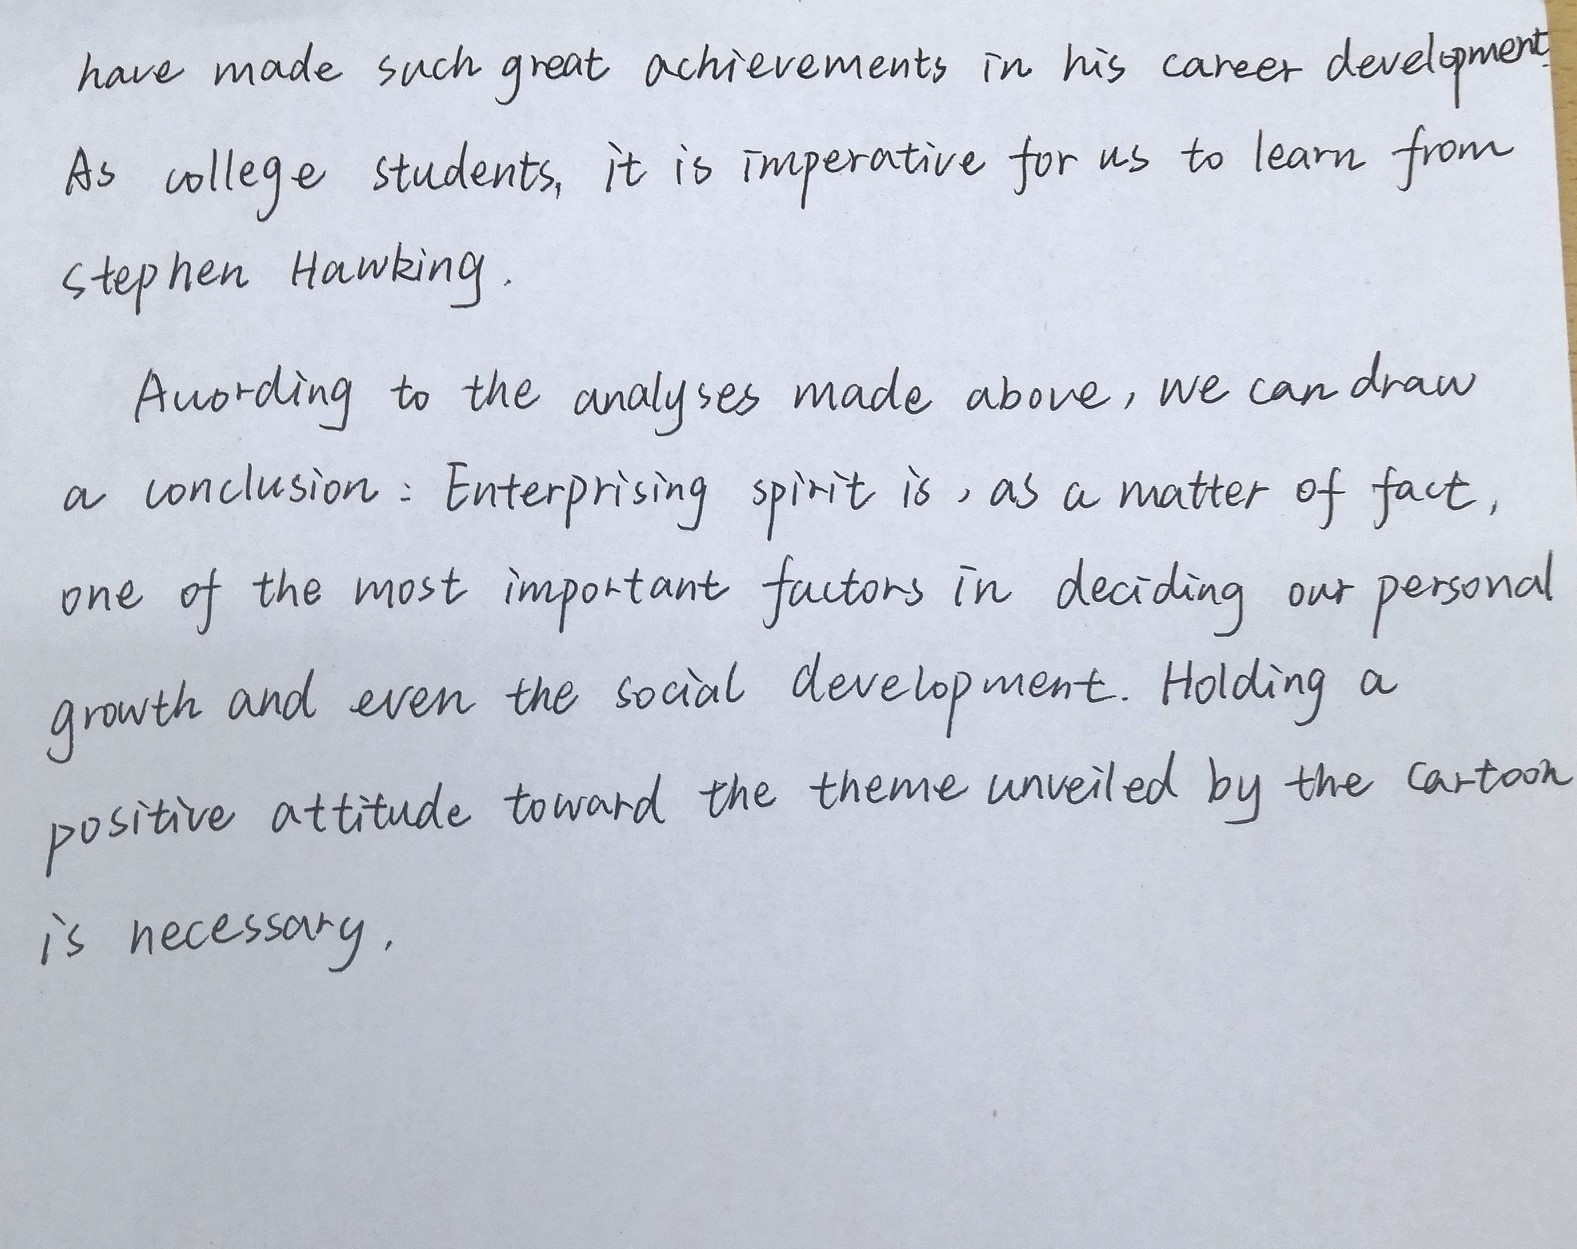 have made such great achievements in his career development.
As college students, it is imperative for us to learn from
Stephen Hawking.
According to the analyses made above, we can draw
a conclusion: Enterprising spirit is, as a matter of fact,
one of the most important factors in deciding our personal
growth and even the social development. Holding a
positive attitude toward the theme unveiled by the cartoon
is necessary.